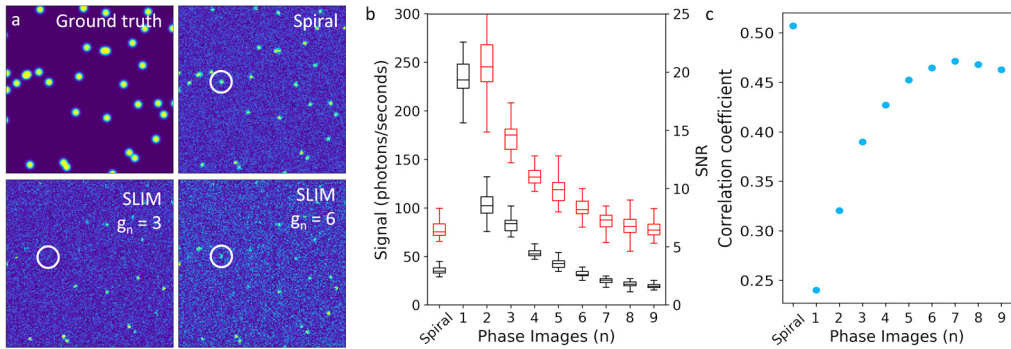 a
Ground truth
Spiral
SLIM
gn = 3
SLIM
gn = 6
b
300
250
200
150
100
50
0
Signal (photons/seconds)
25
20
15
10
5
0
SNR
Spiral 1 2 3 4 5 6 7 8 9
Phase Images (n)
c
0.50
0.45
0.40
0.35
0.30
0.25
Correlation coefficient
Spiral 1 2 3 4 5 6 7 8 9
Phase Images (n)